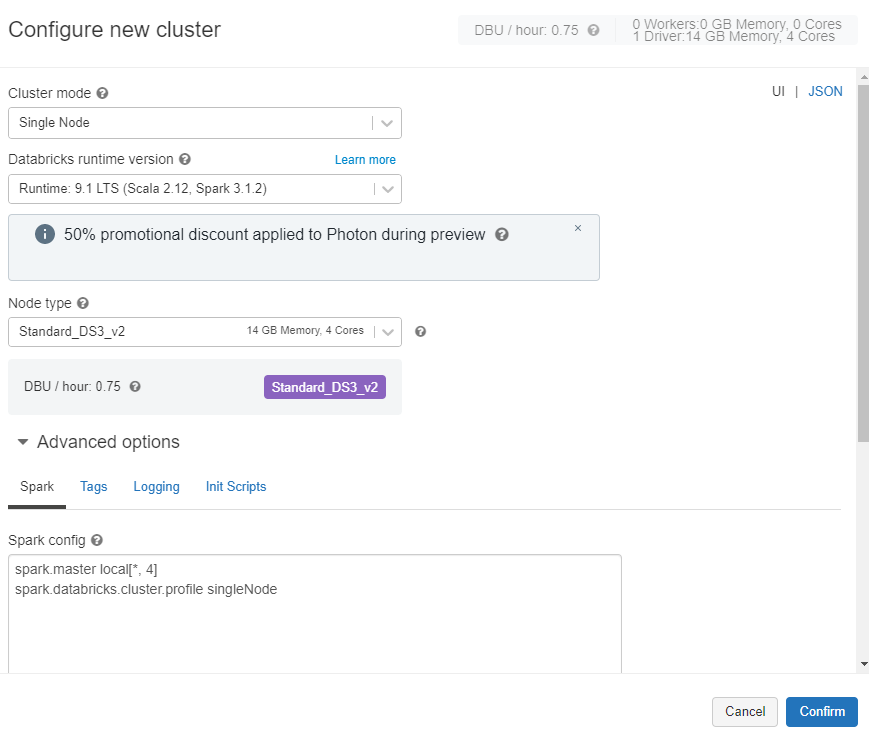 Configure new cluster
DBU / hour: 0.75
0 Workers:0 GB Memory, 0 Cores
1 Driver:14 GB Memory, 4 Cores
UI | JSON
Cluster mode
Single Node
Databricks runtime version
Learn more
Runtime: 9.1 LTS (Scala 2.12, Spark 3.1.2)
50% promotional discount applied to Photon during preview
Node type
Standard_DS3_v2
14 GB Memory, 4 Cores
DBU / hour: 0.75
Standard_DS3_v2
Advanced options
Spark
Tags
Logging
Init Scripts
Spark config
spark.master local[*, 4]
spark.databricks.cluster.profile singleNode
Cancel
Confirm